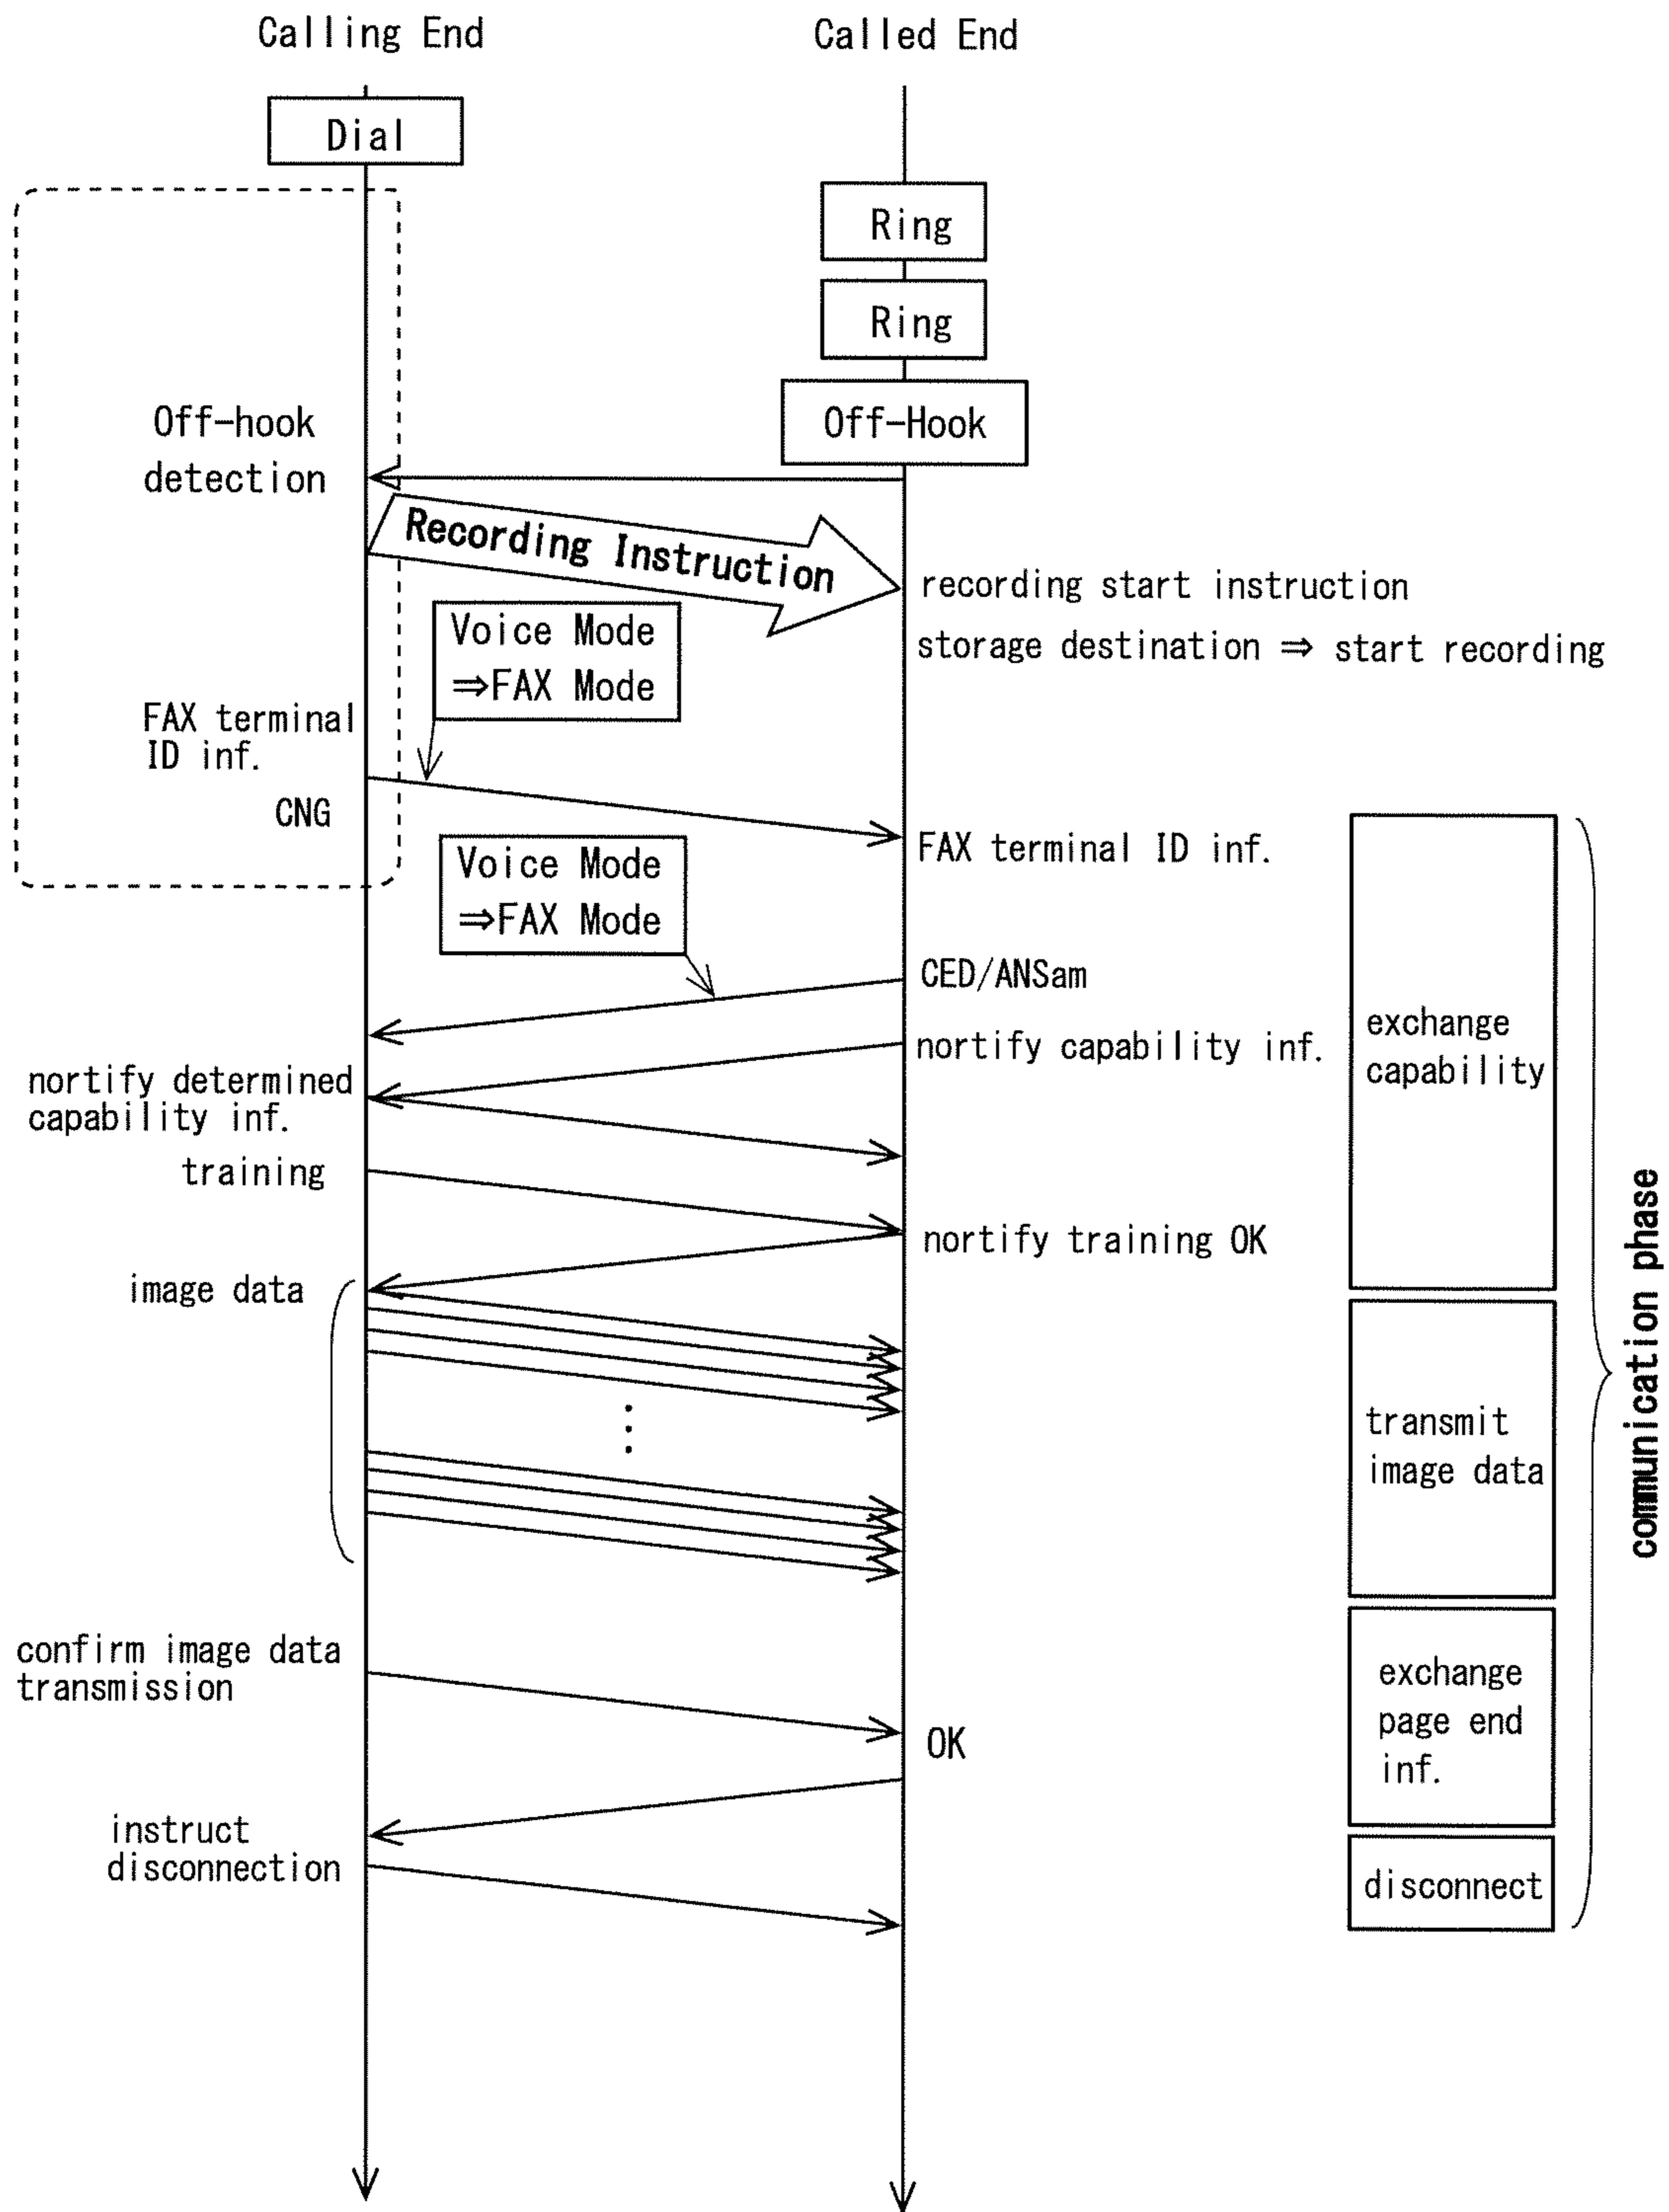 Calling End
Called End
Dial
Ring
Ring
Off-Hook
Off-hook
detection
Recording Instruction
recording start instruction
storage destination ⇒ start recording
Voice Mode
⇒FAX Mode
FAX terminal
ID inf.
CNG
FAX terminal ID inf.
Voice Mode
⇒FAX Mode
CED/ANSam
nortify capability inf.
nortify determined
capability inf.
training
nortify training OK
image data
confirm image data
transmission
OK
instruct
disconnection
exchange
capability
transmit
image data
exchange
page end
inf.
disconnect
communication phase